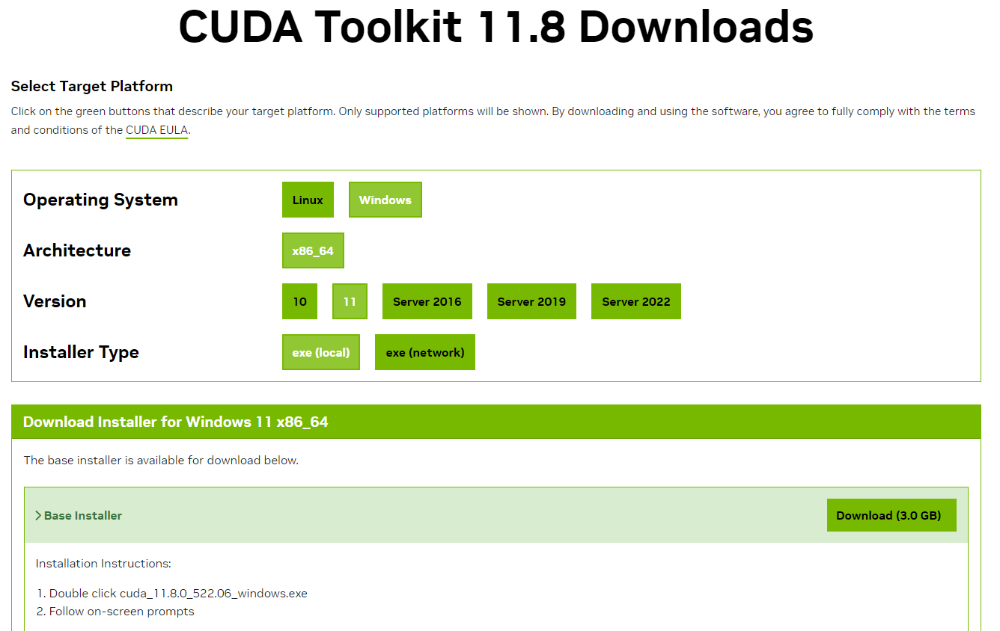 CUDA Toolkit 11.8 Downloads
Select Target Platform
Click on the green buttons that describe your target platform. Only supported platforms will be shown. By downloading and using the software, you agree to fully comply with the terms
and conditions of the CUDA EULA.
Operating System Linux Windows
Architecture x86_64
Version 10 11 Server 2016 Server 2019 Server 2022
Installer Type exe (local) exe (network)
Download Installer for Windows 11 x86_64
The base installer is available for download below.
Base Installer Download (3.0 GB)
Installation Instructions:
1. Double click cuda_11.8.0_522.06_windows.exe
2. Follow on-screen prompts